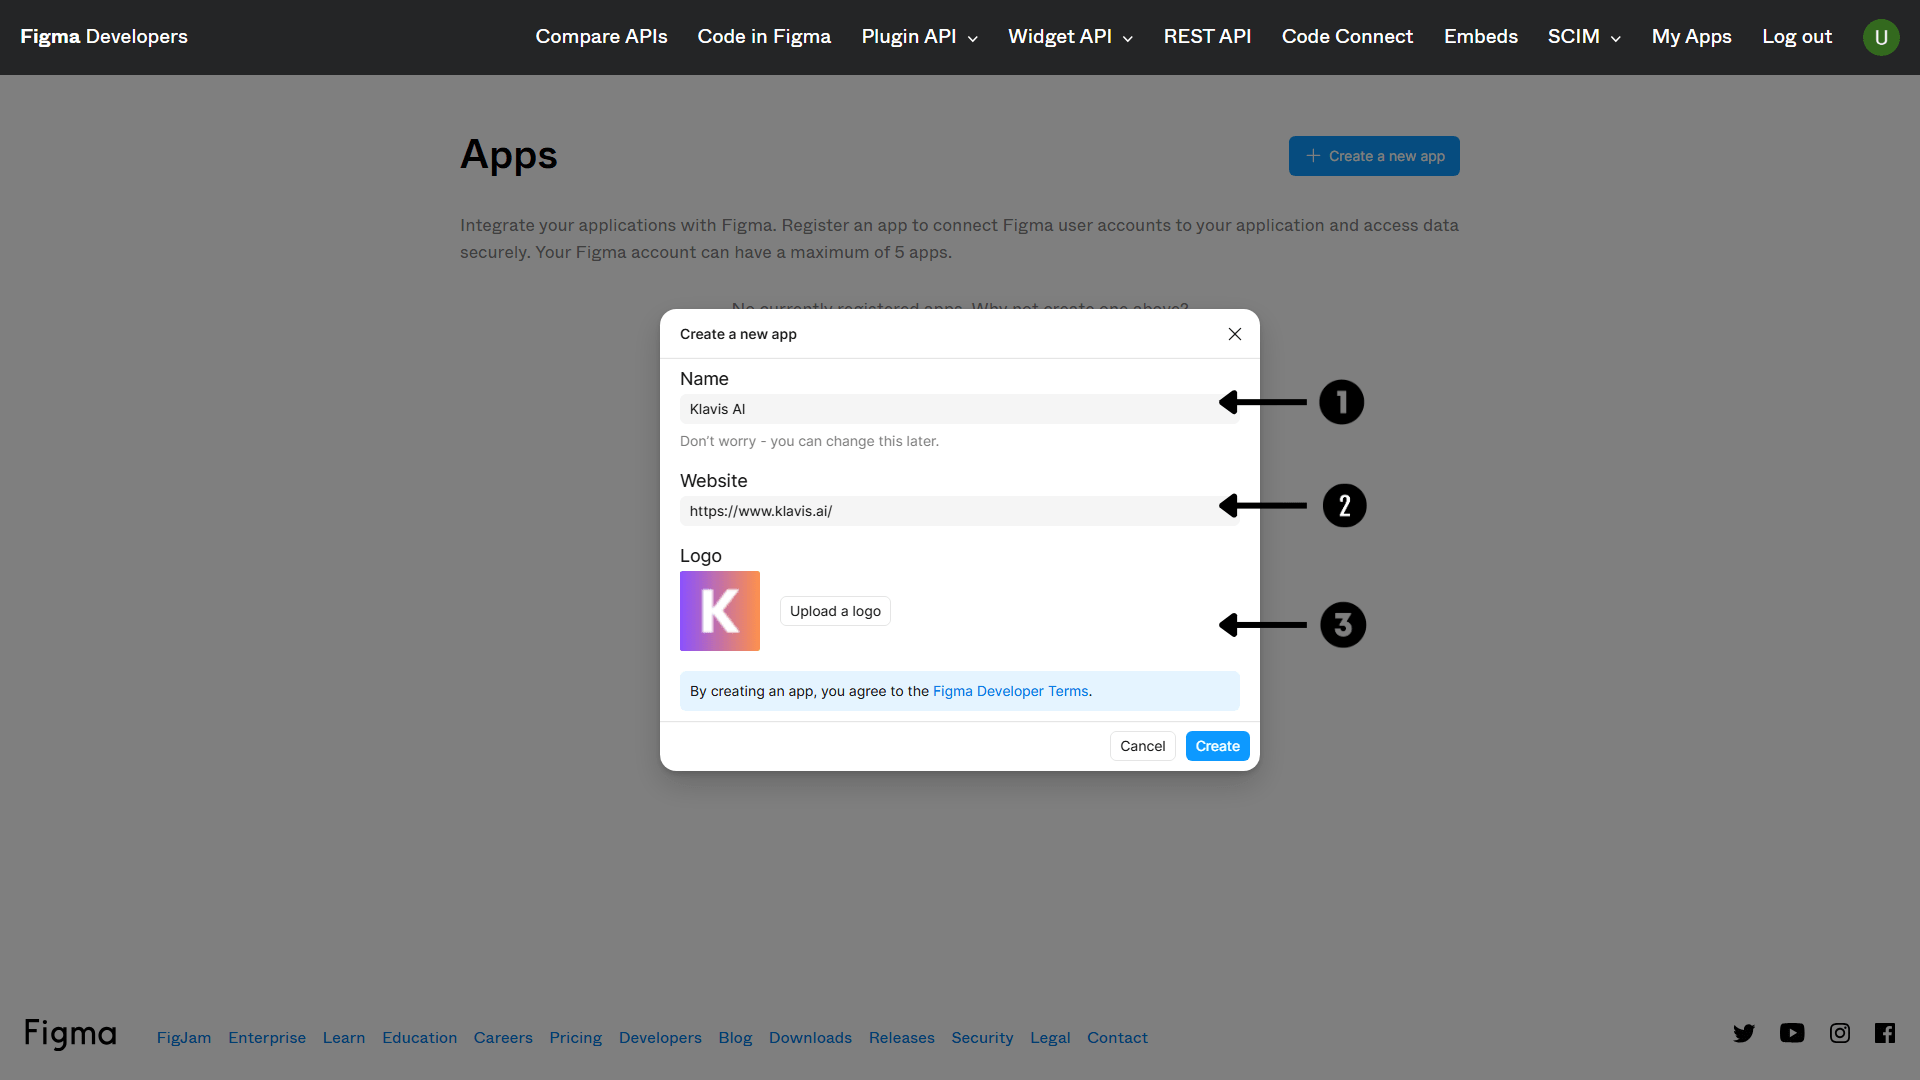 Figma Developers
Compare APIs
Code in Figma
Plugin API
Widget API
REST API
Code Connect
Embeds
SCIM
My Apps
Log out
U
Apps
Create a new app
Integrate your applications with Figma. Register an app to connect Figma user accounts to your application and access data
securely. Your Figma account can have a maximum of 5 apps.
No currently registered apps. Why not create one above?
Create a new app
Name
Klavis AI
1
Don't worry - you can change this later.
Website
https://www.klavis.ai/
2
Logo
K
Upload a logo
3
By creating an app, you agree to the Figma Developer Terms.
Cancel
Create
Figma
FigJam
Enterprise
Learn
Education
Careers
Pricing
Developers
Blog
Downloads
Releases
Security
Legal
Contact